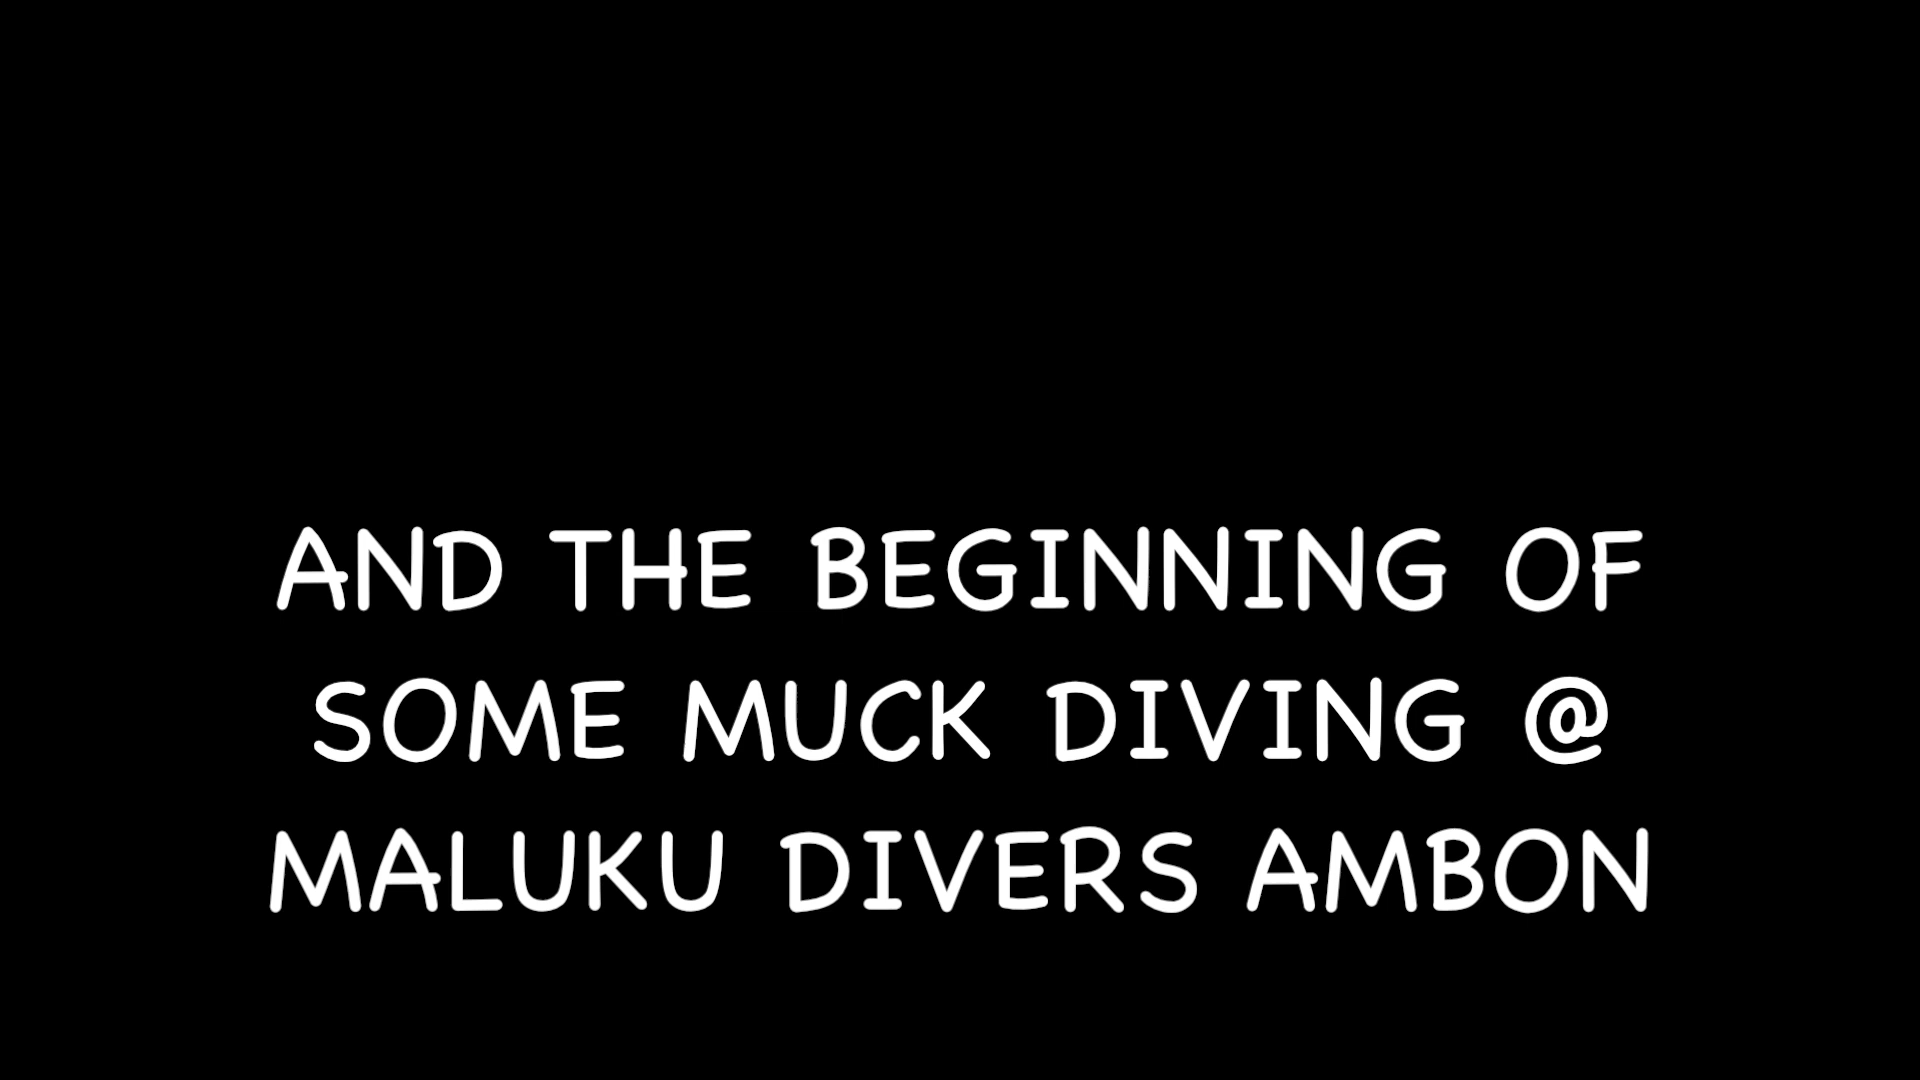 AND THE BEGINNING OF
SOME MUCK DIVING @
MALUKU DIVERS AMBON